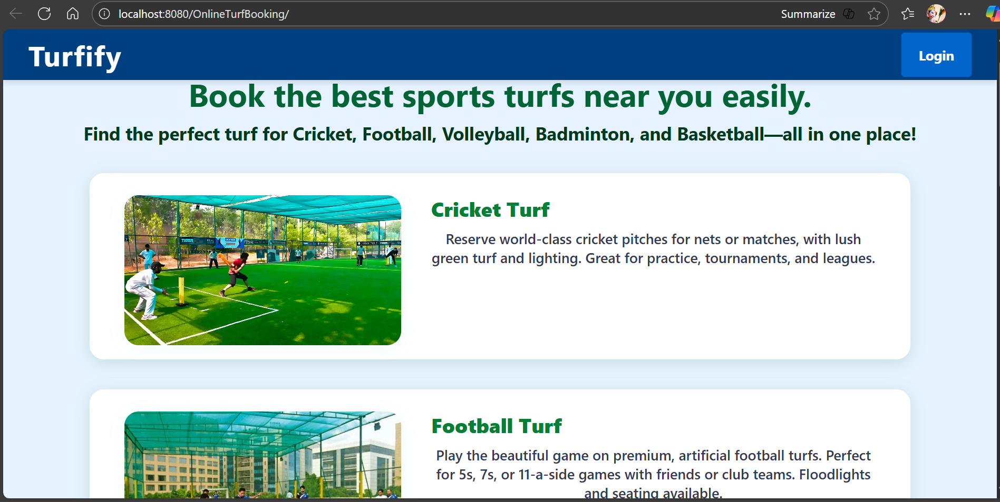 localhost:8080/OnlineTurfBooking/
Summarize
Turfify
Login
Book the best sports turfs near you easily.
Find the perfect turf for Cricket, Football, Volleyball, Badminton, and Basketball—all in one place!
Cricket Turf
Reserve world-class cricket pitches for nets or matches, with lush
green turf and lighting. Great for practice, tournaments, and leagues.
TIGER
Football Turf
Play the beautiful game on premium, artificial football turfs. Perfect
for 5s, 7s, or 11-a-side games with friends or club teams. Floodlights
and seating available.